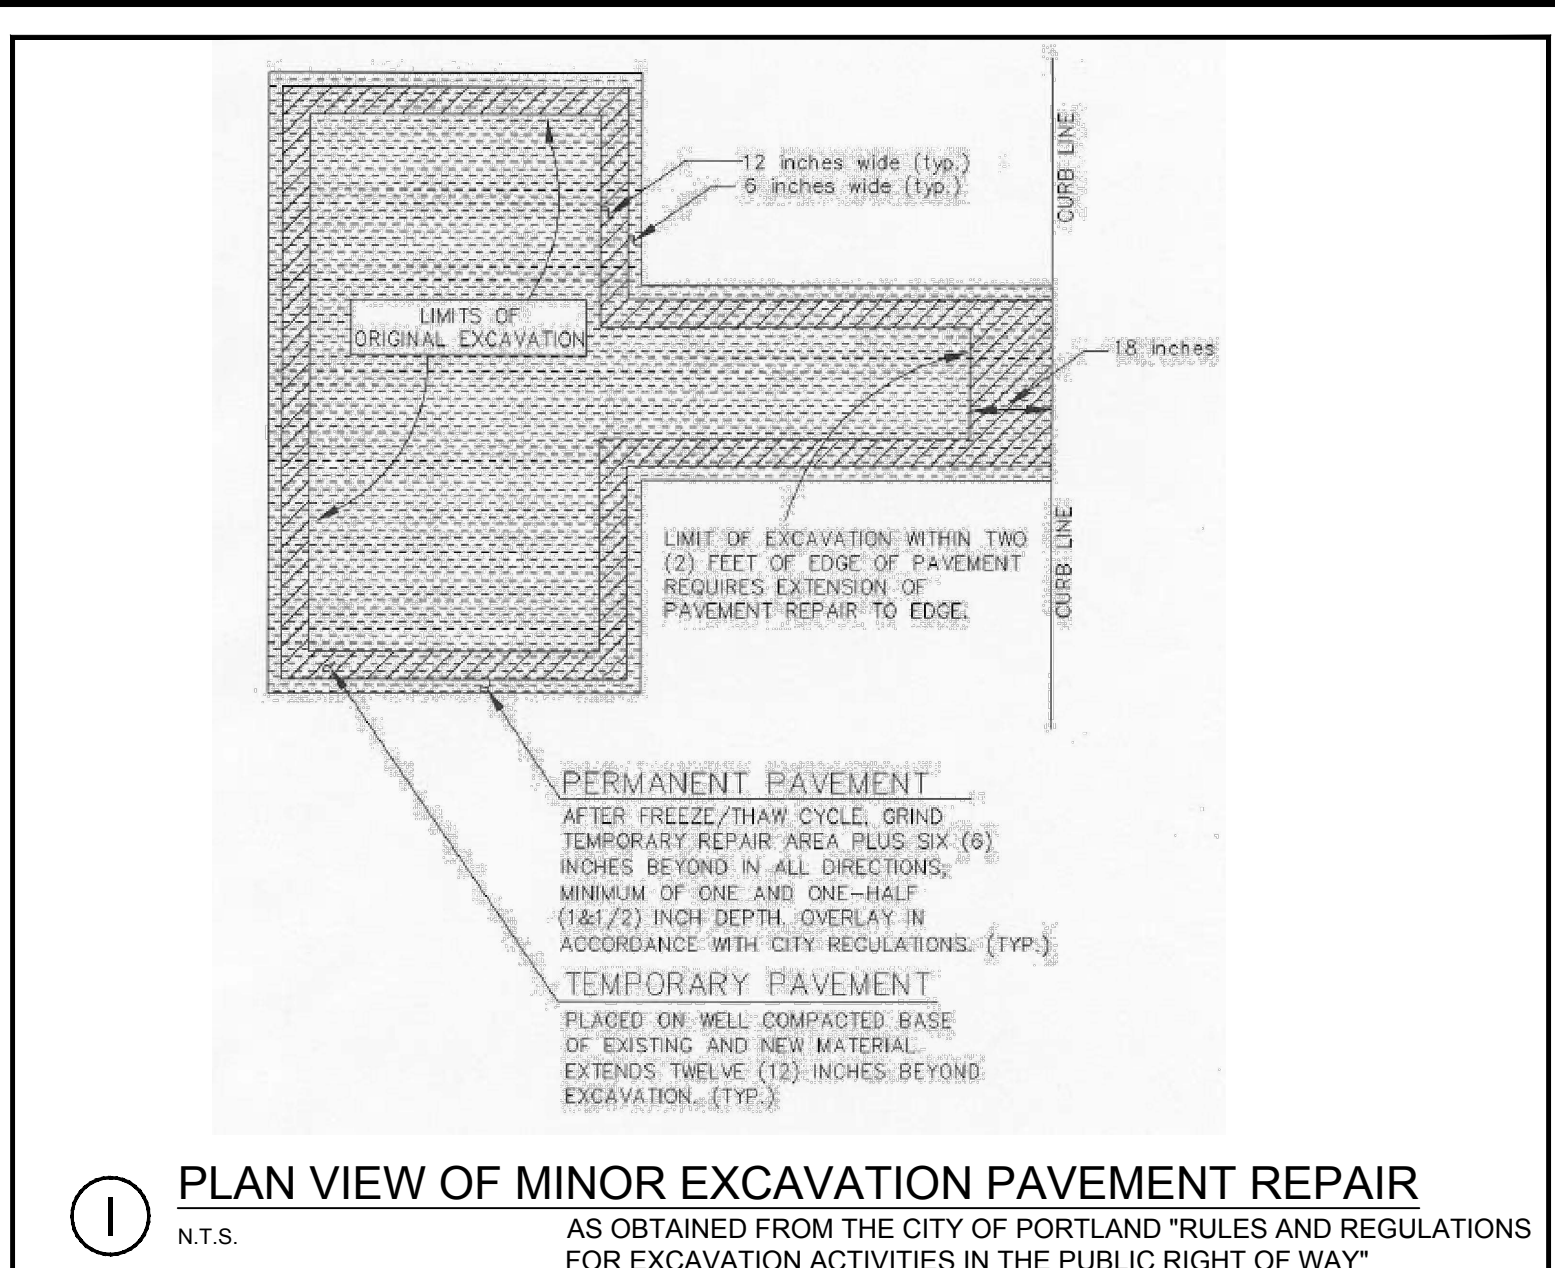 12 inches wide (typ.)
6 inches wide (typ.)
CURB LINE
LIMITS OF
ORIGINAL EXCAVATION
18 inches
LIMIT OF EXCAVATION WITHIN TWO
(2) FEET OF EDGE OF PAVEMENT
REQUIRES EXTENSION OF
PAVEMENT REPAIR TO EDGE.
CURB LINE
PERMANENT PAVEMENT
AFTER FREEZE/THAW CYCLE, GRIND
TEMPORARY REPAIR AREA PLUS SIX (6)
INCHES BEYOND IN ALL DIRECTIONS,
MINIMUM OF ONE AND ONE-HALF
(1&1/2) INCH DEPTH. OVERLAY IN
ACCORDANCE WITH CITY REGULATIONS. (TYP.)
TEMPORARY PAVEMENT
PLACED ON WELL COMPACTED BASE
OF EXISTING AND NEW MATERIAL.
EXTENDS TWELVE (12) INCHES BEYOND
EXCAVATION. (TYP.)
I
PLAN VIEW OF MINOR EXCAVATION PAVEMENT REPAIR
N.T.S.
AS OBTAINED FROM THE CITY OF PORTLAND "RULES AND REGULATIONS
FOR EXCAVATION ACTIVITIES IN THE PUBLIC RIGHT OF WAY"